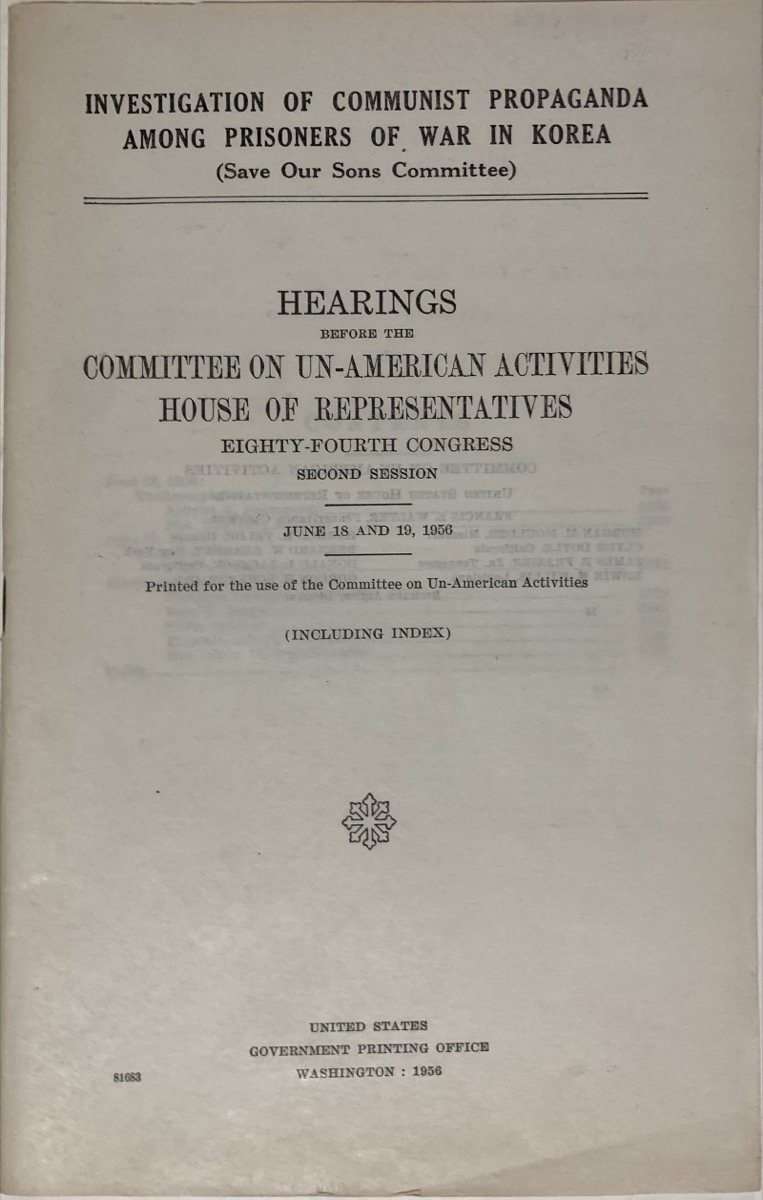 INVESTIGATION OF COMMUNIST PROPAGANDA
AMONG PRISONERS OF WAR IN KOREA
(Save Our Sons Committee)
HEARINGS
BEFORE THE
COMMITTEE ON UN-AMERICAN ACTIVITIES
HOUSE OF REPRESENTATIVES
EIGHTY-FOURTH CONGRESS
SECOND SESSION
JUNE 18 AND 19, 1956
Printed for the use of the Committee on Un-American Activities
(INCLUDING INDEX)
UNITED STATES
GOVERNMENT PRINTING OFFICE
81683 WASHINGTON : 1956